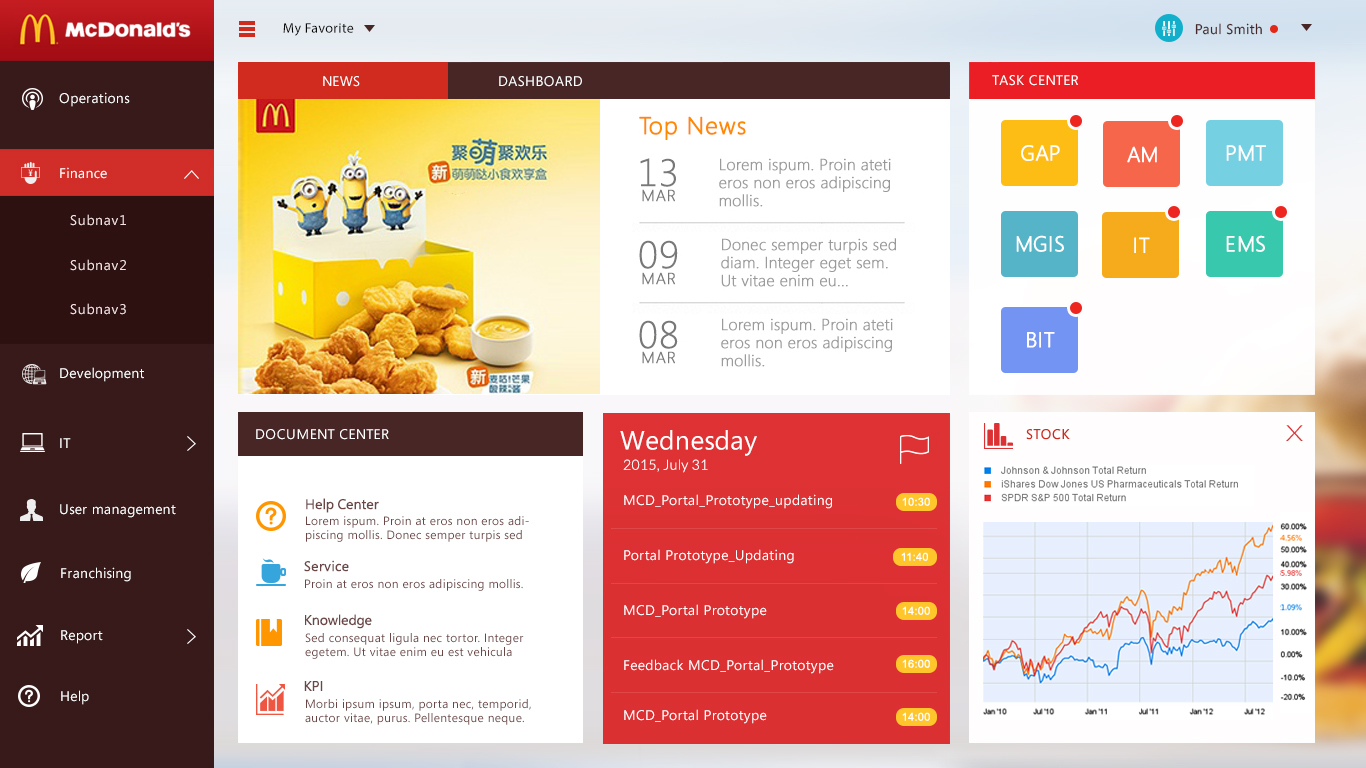 McDonald's
Operations
Finance
Subnav1
Subnav2
Subnav3
Development
IT
User management
Franchising
Report
Help
My Favorite
Paul Smith
NEWS
DASHBOARD
聚萌聚欢乐
新 萌萌哒小食欢享盒
新
Top News
13
MAR
Lorem ispum. Proin ateti
eros non eros adipiscing
mollis.
09
MAR
Donec semper turpis sed
diam. Integer eget sem.
Ut vitae enim eu...
08
MAR
Lorem ispum. Proin ateti
eros non eros adipiscing
mollis.
TASK CENTER
GAP
AM
PMT
MGIS
IT
EMS
BIT
DOCUMENT CENTER
Help Center
Lorem ispum. Proin at eros non eros adi-
piscing mollis. Donec semper turpis sed
Service
Proin at eros non eros adipiscing mollis.
Knowledge
Sed consequat ligula nec tortor. Integer
egetem. Ut vitae enim eu est vehicula
KPI
Morbi ipsum ipsum, porta nec, temporid,
auctor vitae, purus. Pellentesque neque.
Wednesday
2015, July 31
MCD_Portal_Prototype_updating
10:30
Portal Prototype_Updating
11:40
MCD_Portal Prototype
14:00
Feedback MCD_Portal_Prototype
16:00
MCD_Portal Prototype
14:00
STOCK
Johnson & Johnson Total Return
iShares Dow Jones US Pharmaceuticals Total Return
SPDR S&P 500 Total Return
60.00%
4.56%
50.00%
40.00%
5.98%
30.00%
1.09%
10.00%
0.00%
-10.0%
-20.0%
Jan '10
Jul '10
Jan '11
Jul '11
Jan '12
Jul '12